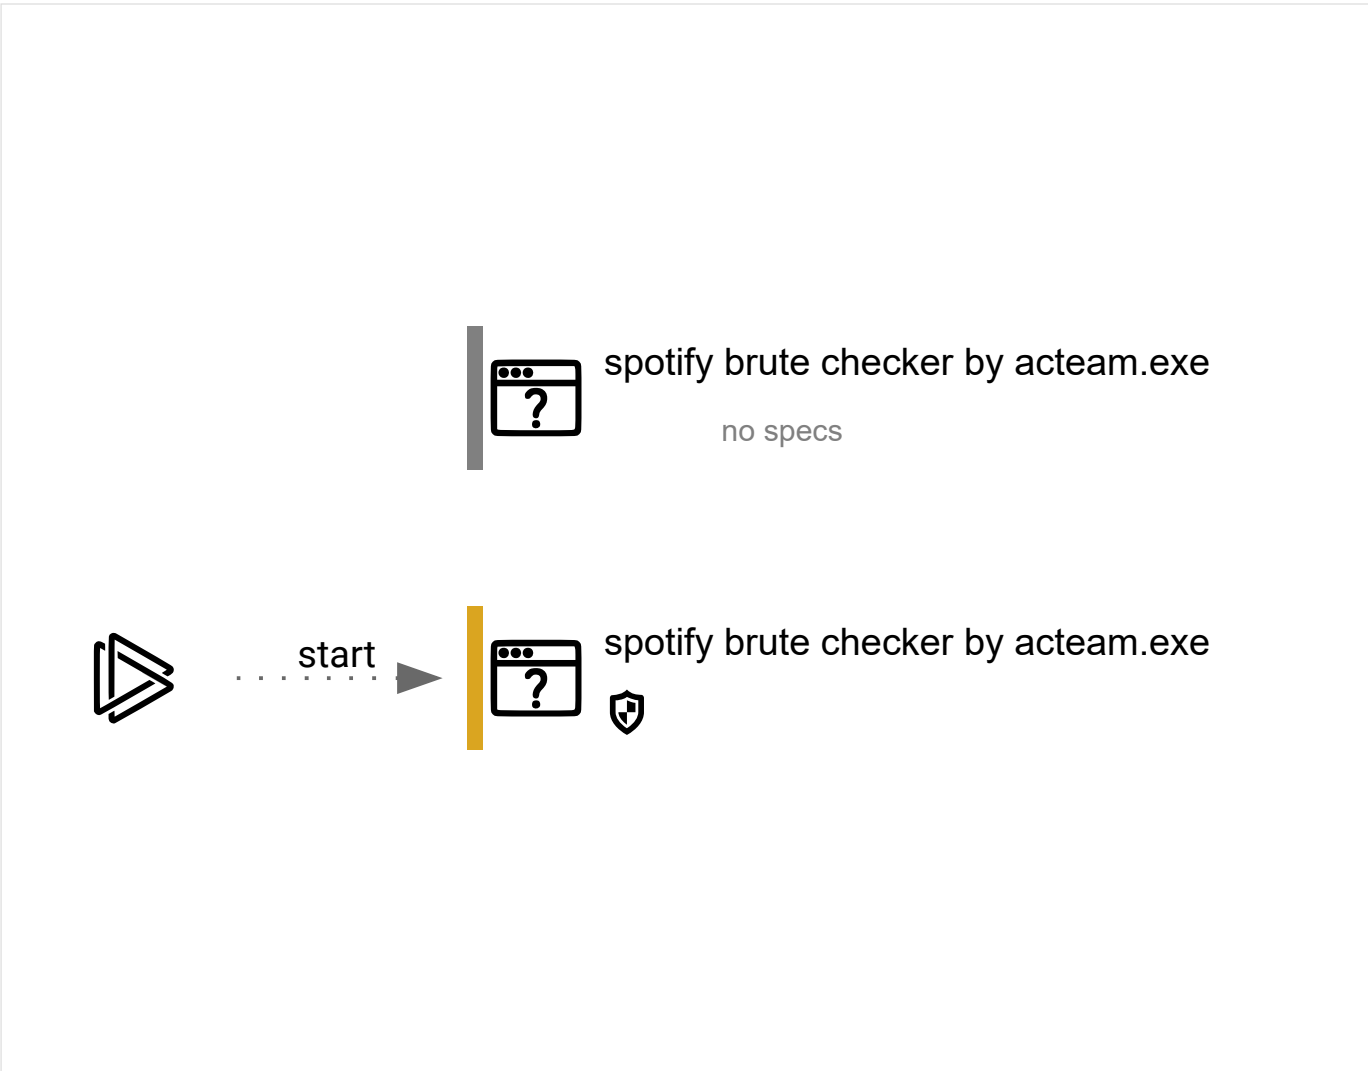 spotify brute checker by acteam.exe
no specs
start
spotify brute checker by acteam.exe